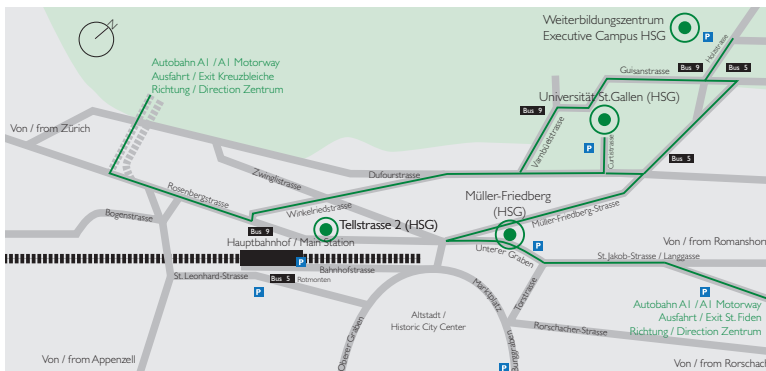 N
Weiterbildungszentrum
Executive Campus HSG
P
Holzstrasse
Autobahn A1 / A1 Motorway
Ausfahrt / Exit Kreuzbleiche
Richtung / Direction Zentrum
Guisanstrasse
Bus 9
Bus 5
Universität St.Gallen (HSG)
Bus 9
Von / from Zürich
Varnbüelstrasse
P
Curtistrasse
Bus 5
Zwinglistrasse
Dufourstrasse
Rosenbergstrasse
Müller-Friedberg
(HSG)
Winkelriedstrasse
Müller-Friedberg-Strasse
Bogenstrasse
Bus 9
Tellstrasse 2 (HSG)
Hauptbahnhof / Main Station
P
Unterer Graben
P
Von / from Romanshorn
St. Jakob-Strasse / Langgasse
Bahnhofstrasse
St. Leonhard-Strasse
Bus 5
Rotmonten
P
Marktplatz
Torstrasse
P
Autobahn A1 / A1 Motorway
Ausfahrt / Exit St. Fiden
Richtung / Direction Zentrum
Altstadt /
Historic City Center
Rorschacher-Strasse
Oberer Graben
Burggraben
Von / from Appenzell
P
Von / from Rorschach